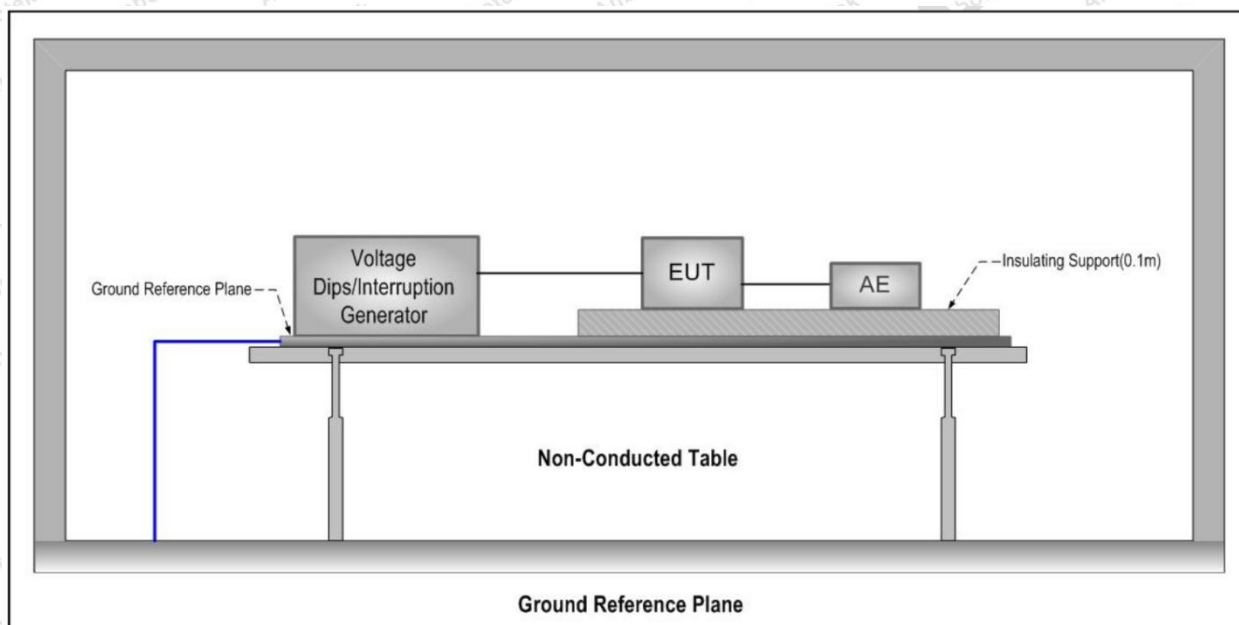 Voltage
Dips/Interruption
Generator
EUT
AE
Insulating Support(0.1m)
Ground Reference Plane
Non-Conducted Table
Ground Reference Plane